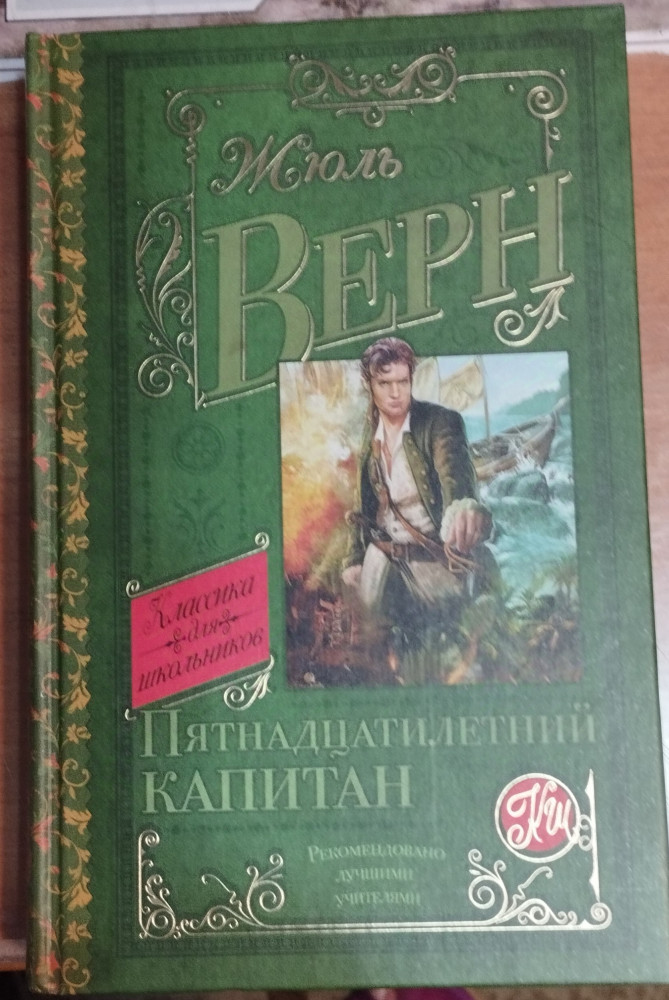 Жюль
Верн
Классика
для
школьников
Пятнадцатилетний
капитан
КШ
Рекомендовано
лучшими
учителями